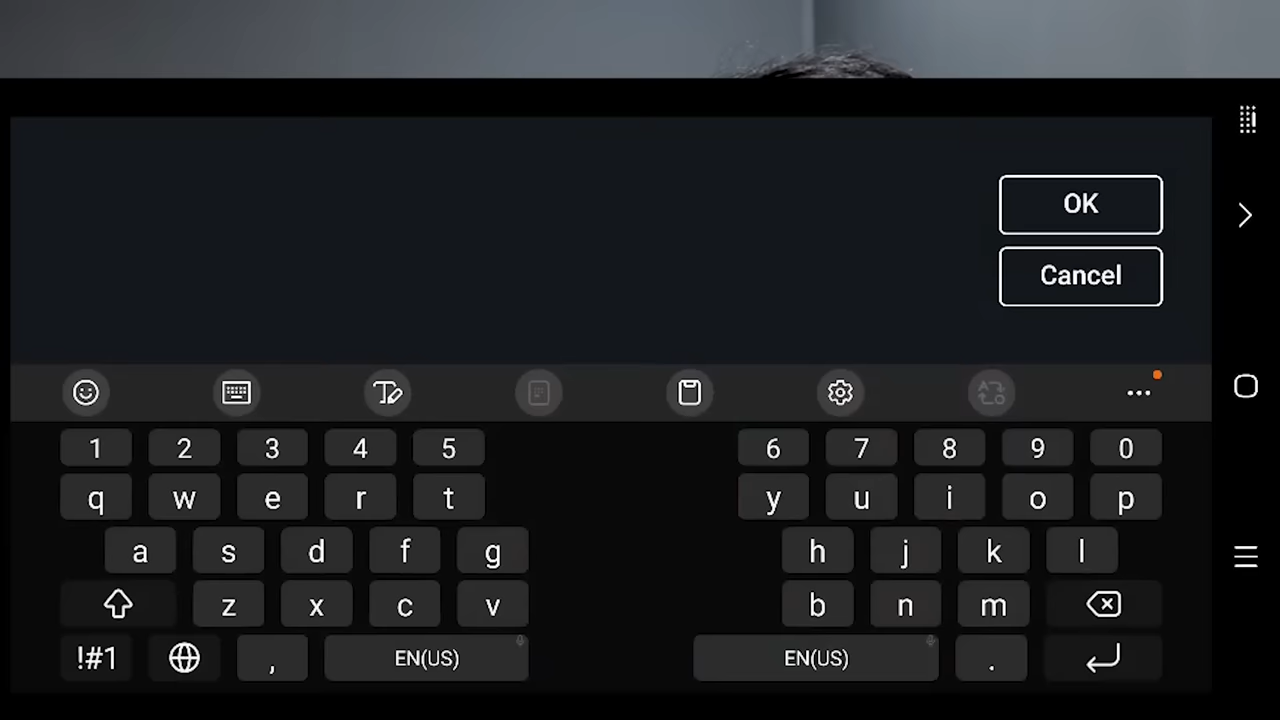 OK
Cancel
1 2 3 4 5 6 7 8 9 0
q w e r t y u i o p
a s d f g h j k l
z x c v b n m
!#1 , EN(US) EN(US) .